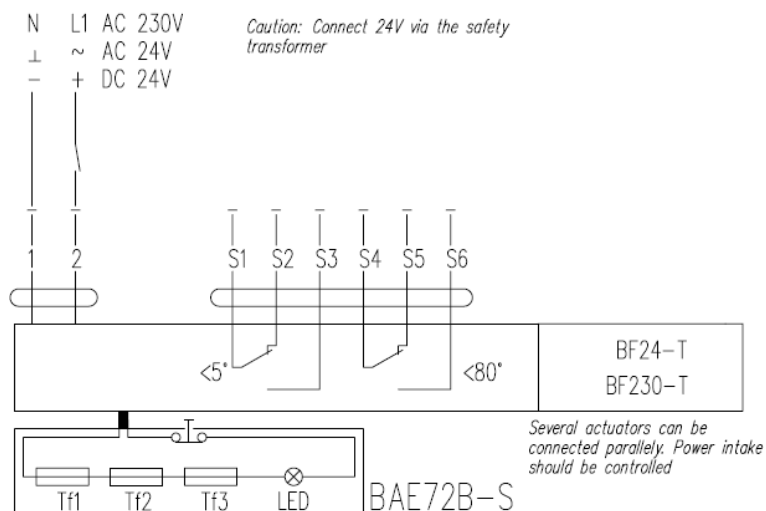 N L1 AC 230V
⊥ ~ AC 24V
− + DC 24V
Caution: Connect 24V via the safety
transformer
1 2 S1 S2 S3 S4 S5 S6
<5° <80°
BF24-T
BF230-T
Several actuators can be
connected parallely. Power intake
should be controlled
Tf1 Tf2 Tf3 LED
BAE72B-S